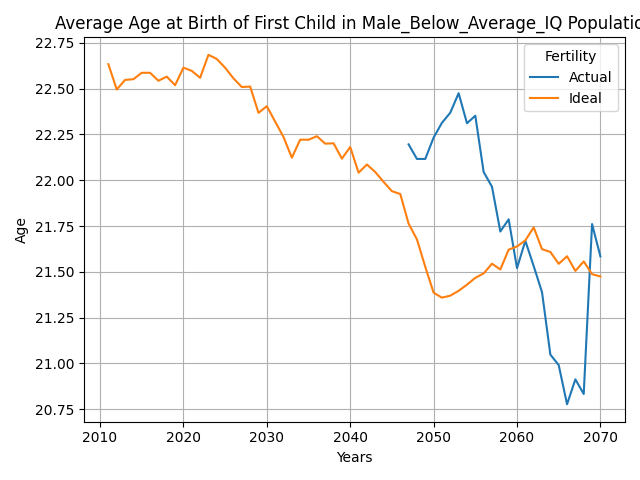 Average Age at Birth of First Child in Male_Below_Average_IQ Populatio
Fertility
Actual
Ideal
22.75
22.50
22.25
22.00
21.75
21.50
21.25
21.00
20.75
Age
2010
2020
2030
2040
2050
2060
2070
Years